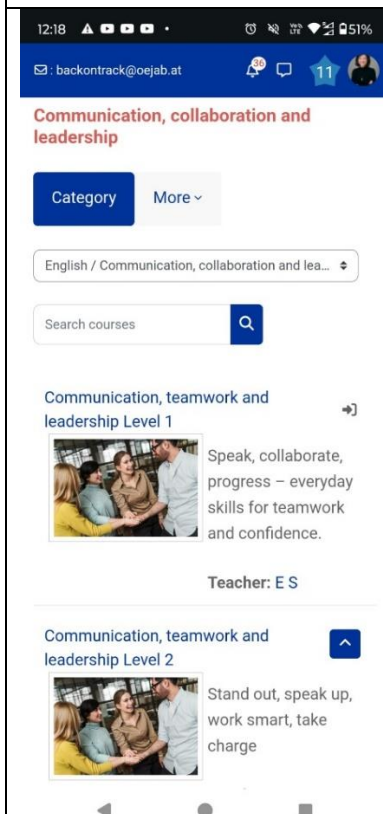 12:18
51%
: backontrack@oejab.at
36
11
Communication, collaboration and
leadership
Category
More
English / Communication, collaboration and lea...
Search courses
Communication, teamwork and
leadership Level 1
Speak, collaborate,
progress – everyday
skills for teamwork
and confidence.
Teacher: E S
Communication, teamwork and
leadership Level 2
Stand out, speak up,
work smart, take
charge